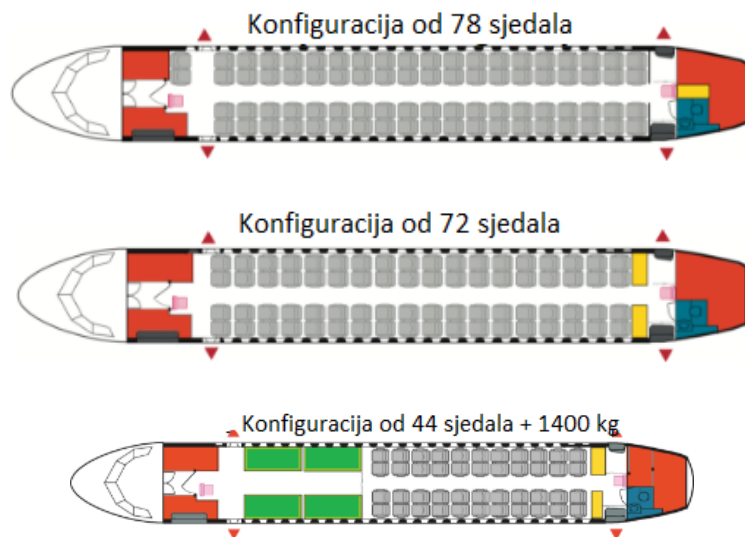 Konfiguracija od 78 sjedala
Konfiguracija od 72 sjedala
Konfiguracija od 44 sjedala + 1400 kg